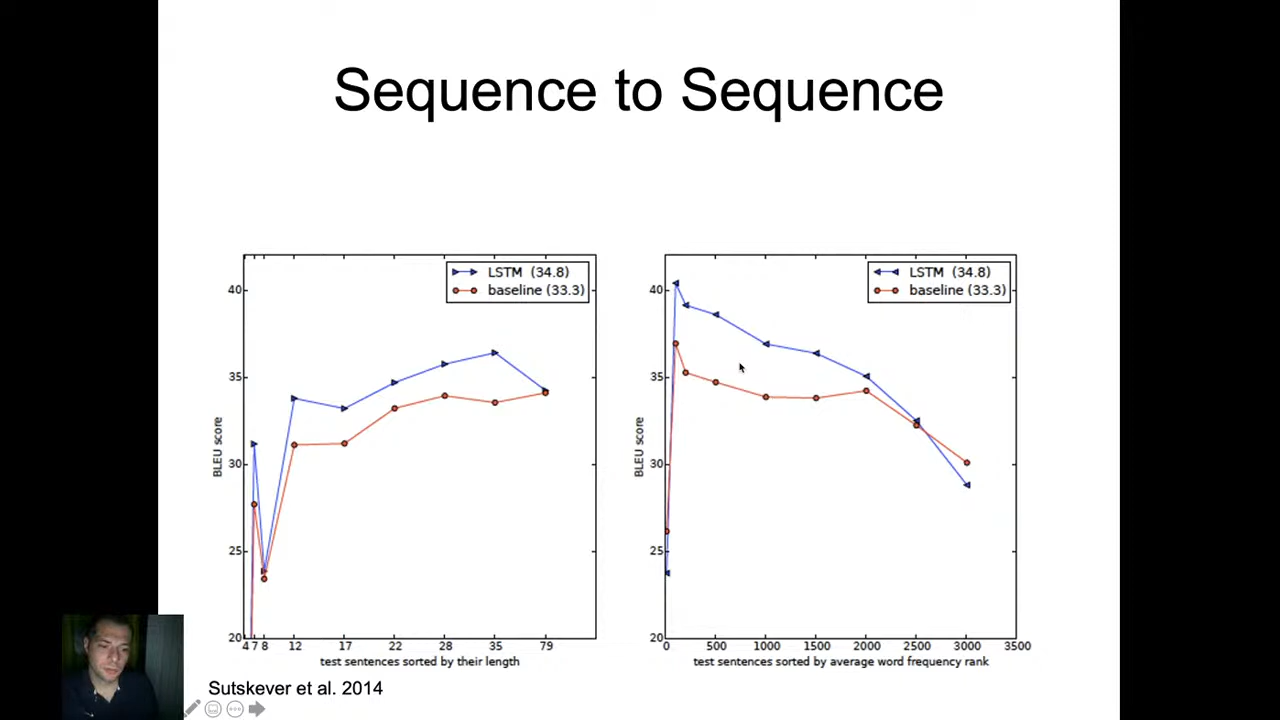 Sequence to Sequence
LSTM (34.8)
baseline (33.3)
40
35
30
25
20
BLEU score
4 7 8 12 17 22 28 35 79
test sentences sorted by their length
LSTM (34.8)
baseline (33.3)
40
35
30
25
20
BLEU score
0 500 1000 1500 2000 2500 3000 3500
test sentences sorted by average word frequency rank
Sutskever et al. 2014